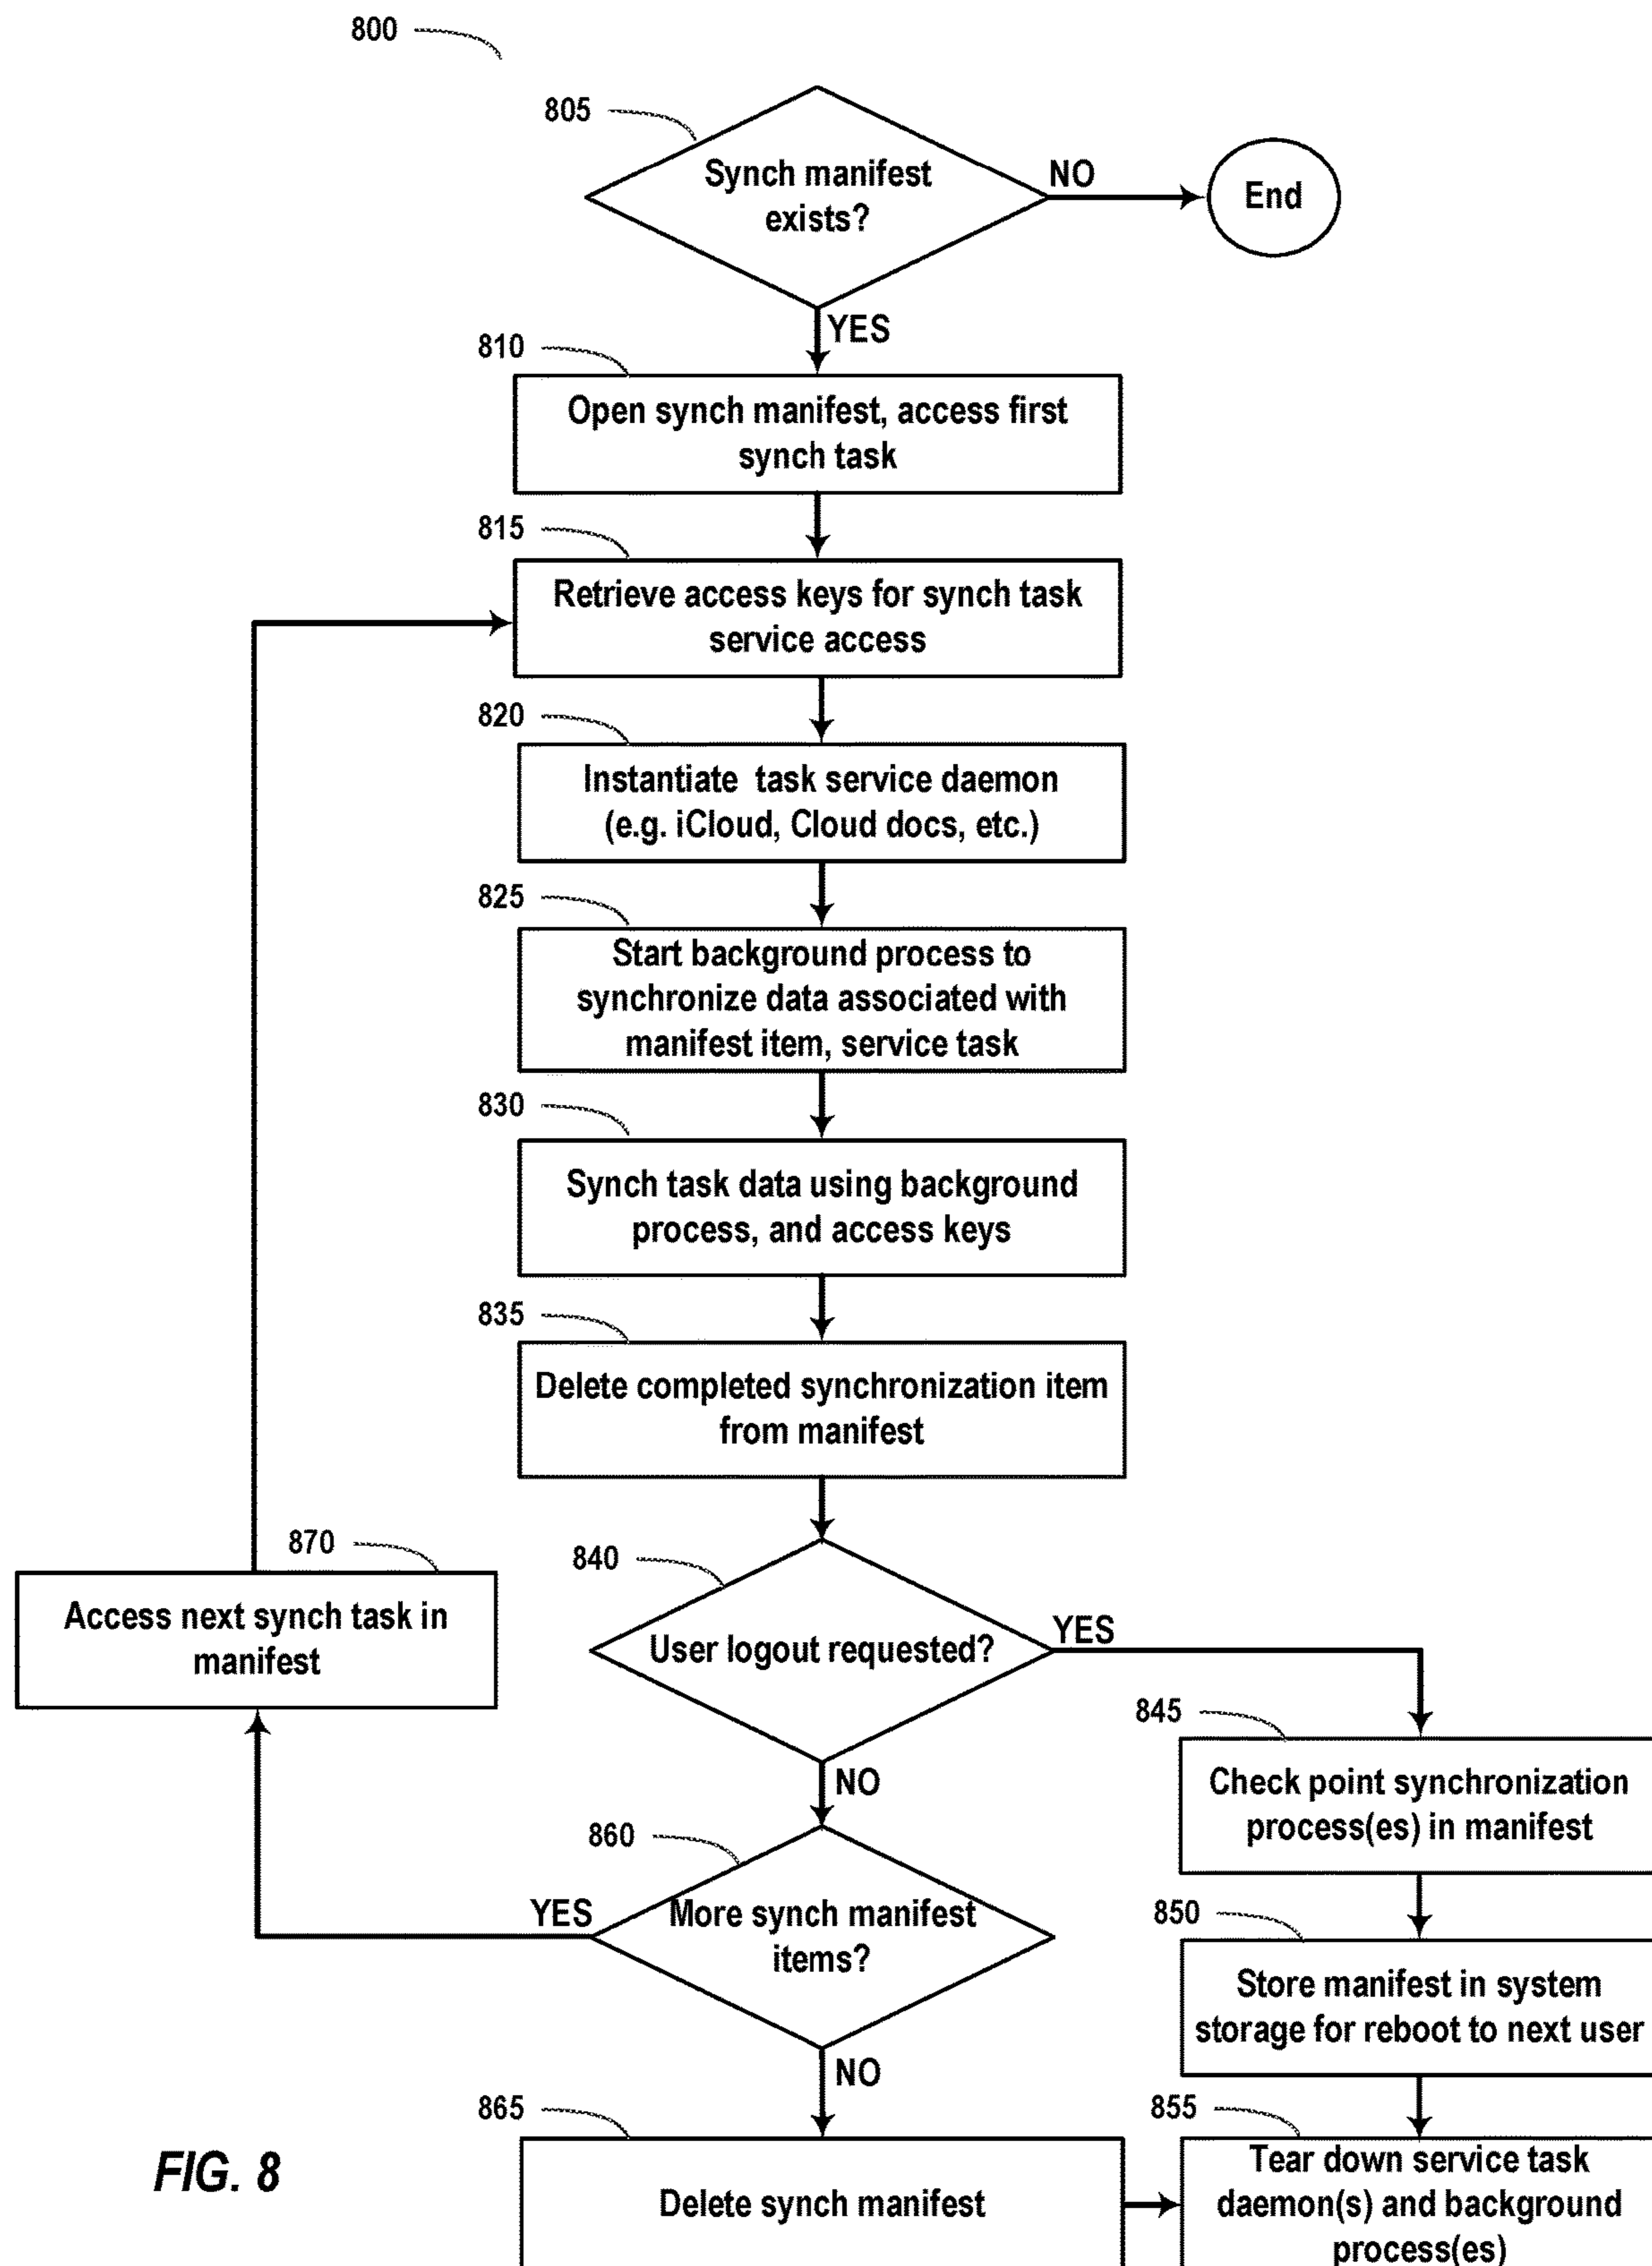 800
805
Synch manifest
exists?
NO
End
YES
810
Open synch manifest, access first
synch task
815
Retrieve access keys for synch task
service access
820
Instantiate task service daemon
(e.g. iCloud, Cloud docs, etc.)
825
Start background process to
synchronize data associated with
manifest item, service task
830
Synch task data using background
process, and access keys
835
Delete completed synchronization item
from manifest
840
User logout requested?
YES
NO
845
Check point synchronization
process(es) in manifest
850
Store manifest in system
storage for reboot to next user
855
Tear down service task
daemon(s) and background
process(es)
860
More synch manifest
items?
YES
NO
870
Access next synch task in
manifest
865
Delete synch manifest
FIG. 8